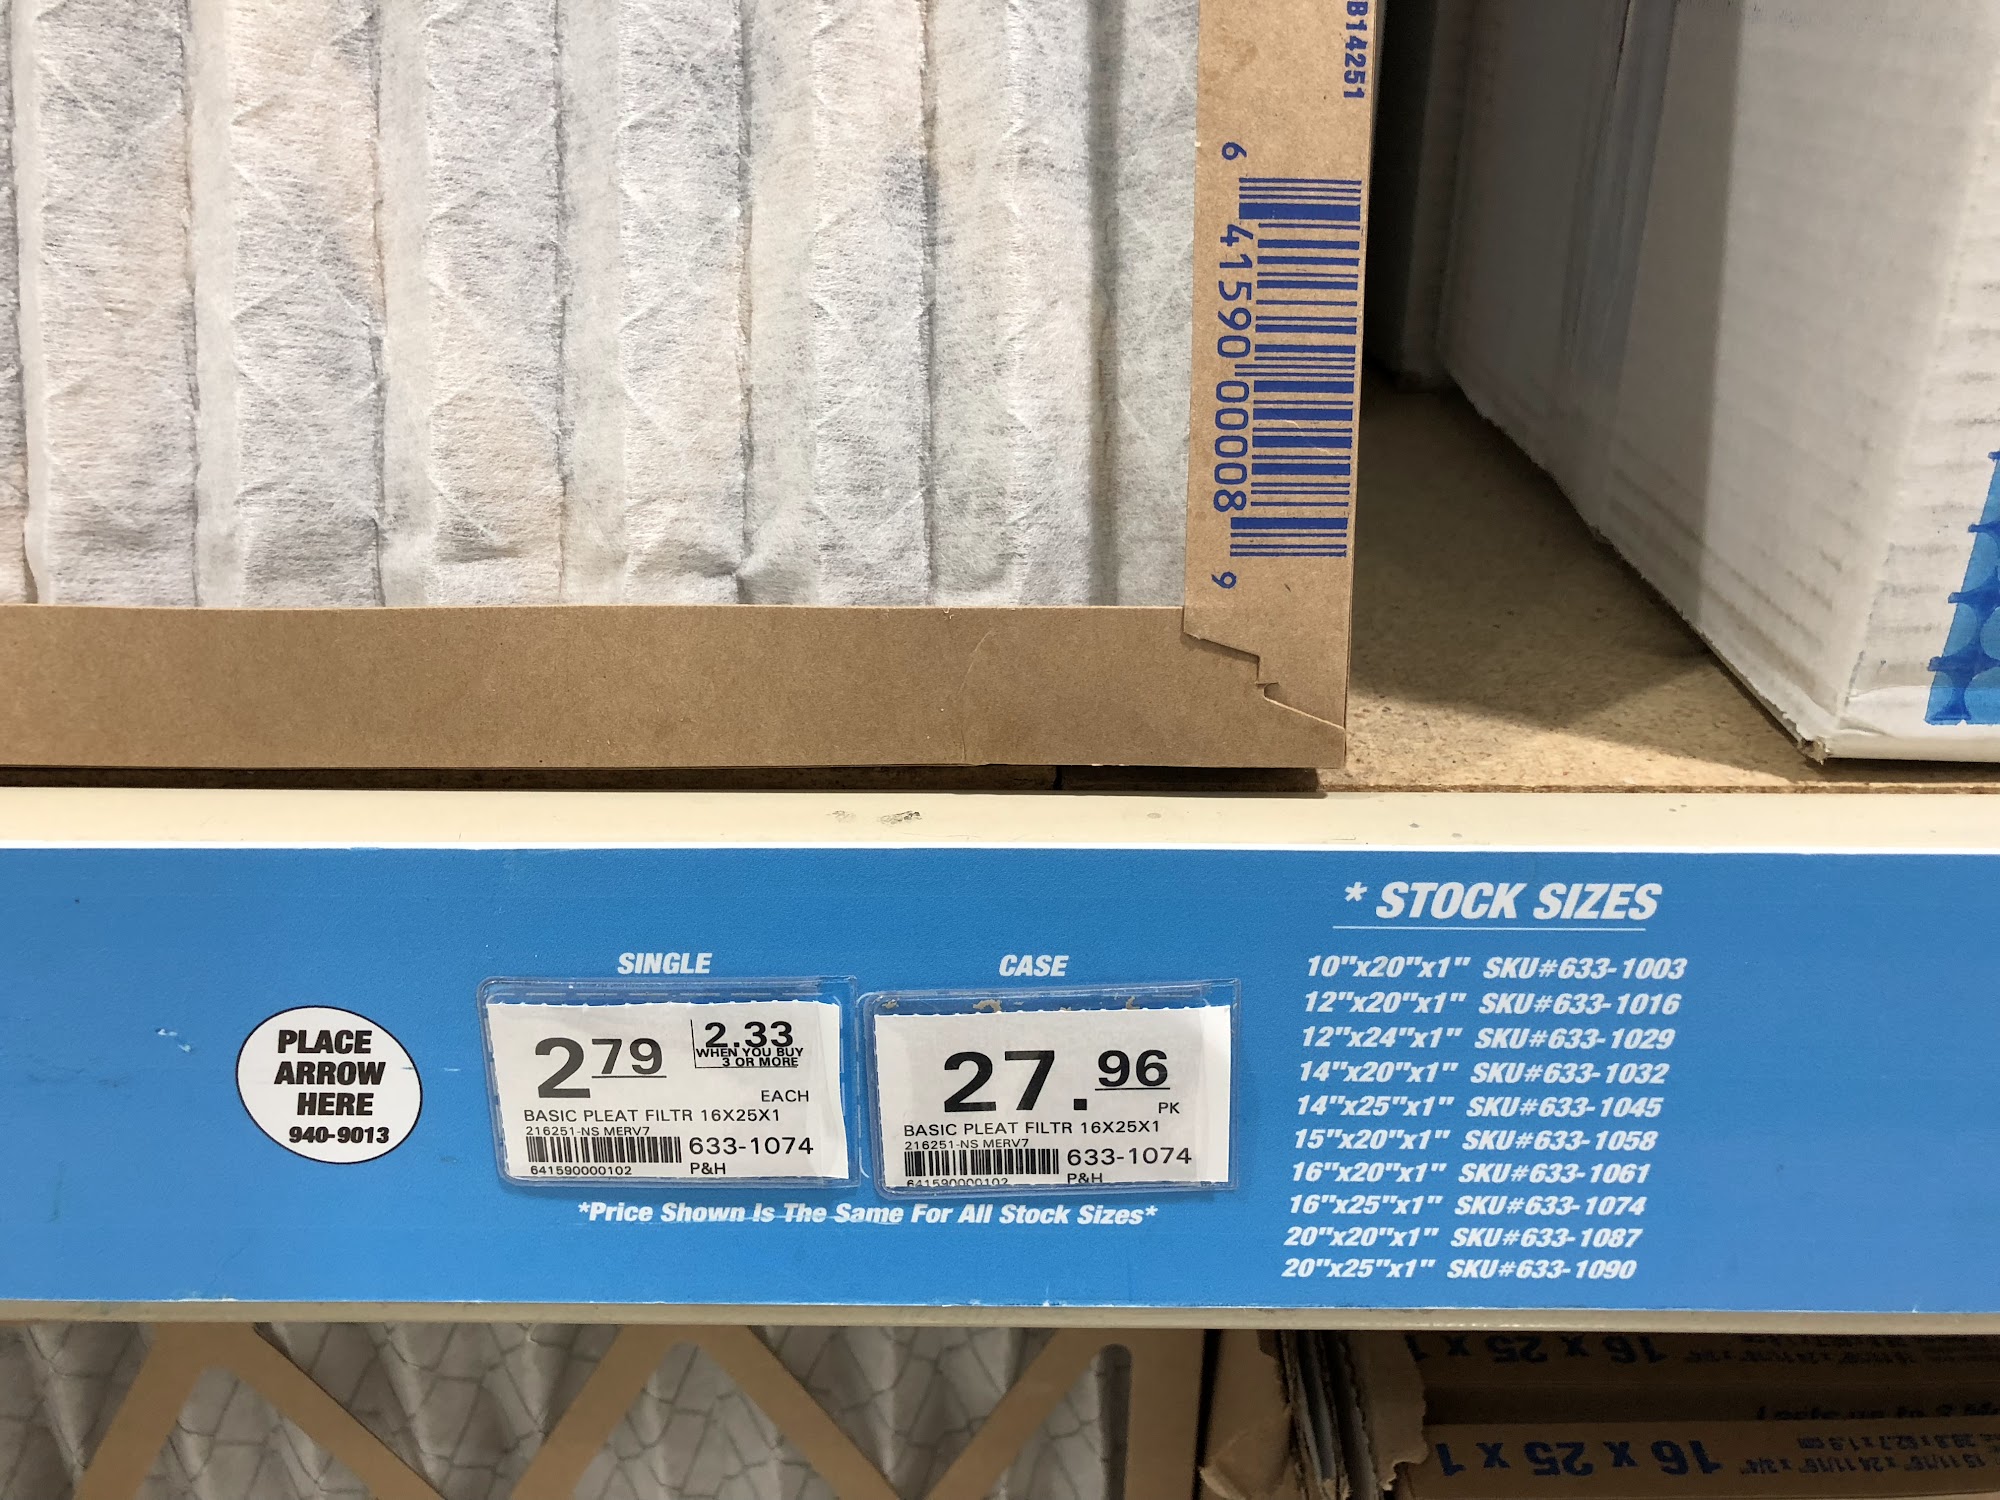 B14251
6 41590 00008 9
* STOCK SIZES
SINGLE
CASE
2 79
2.33
WHEN YOU BUY
3 OR MORE
EACH
BASIC PLEAT FILTR 16X25X1
216251-NS MERV7
633-1074
641590000102
P&H
27.96
PK
BASIC PLEAT FILTR 16X25X1
216251-NS MERV7
633-1074
641590000102
P&H
PLACE
ARROW
HERE
940-9013
*Price Shown is The Same For All Stock Sizes*
10"x20"x1" SKU#633-1003
12"x20"x1" SKU#633-1016
12"x24"x1" SKU#633-1029
14"x20"x1" SKU#633-1032
14"x25"x1" SKU#633-1045
15"x20"x1" SKU#633-1058
16"x20"x1" SKU#633-1061
16"x25"x1" SKU#633-1074
20"x20"x1" SKU#633-1087
20"x25"x1" SKU#633-1090
16 x 25 x 1
16 x 25 x 1